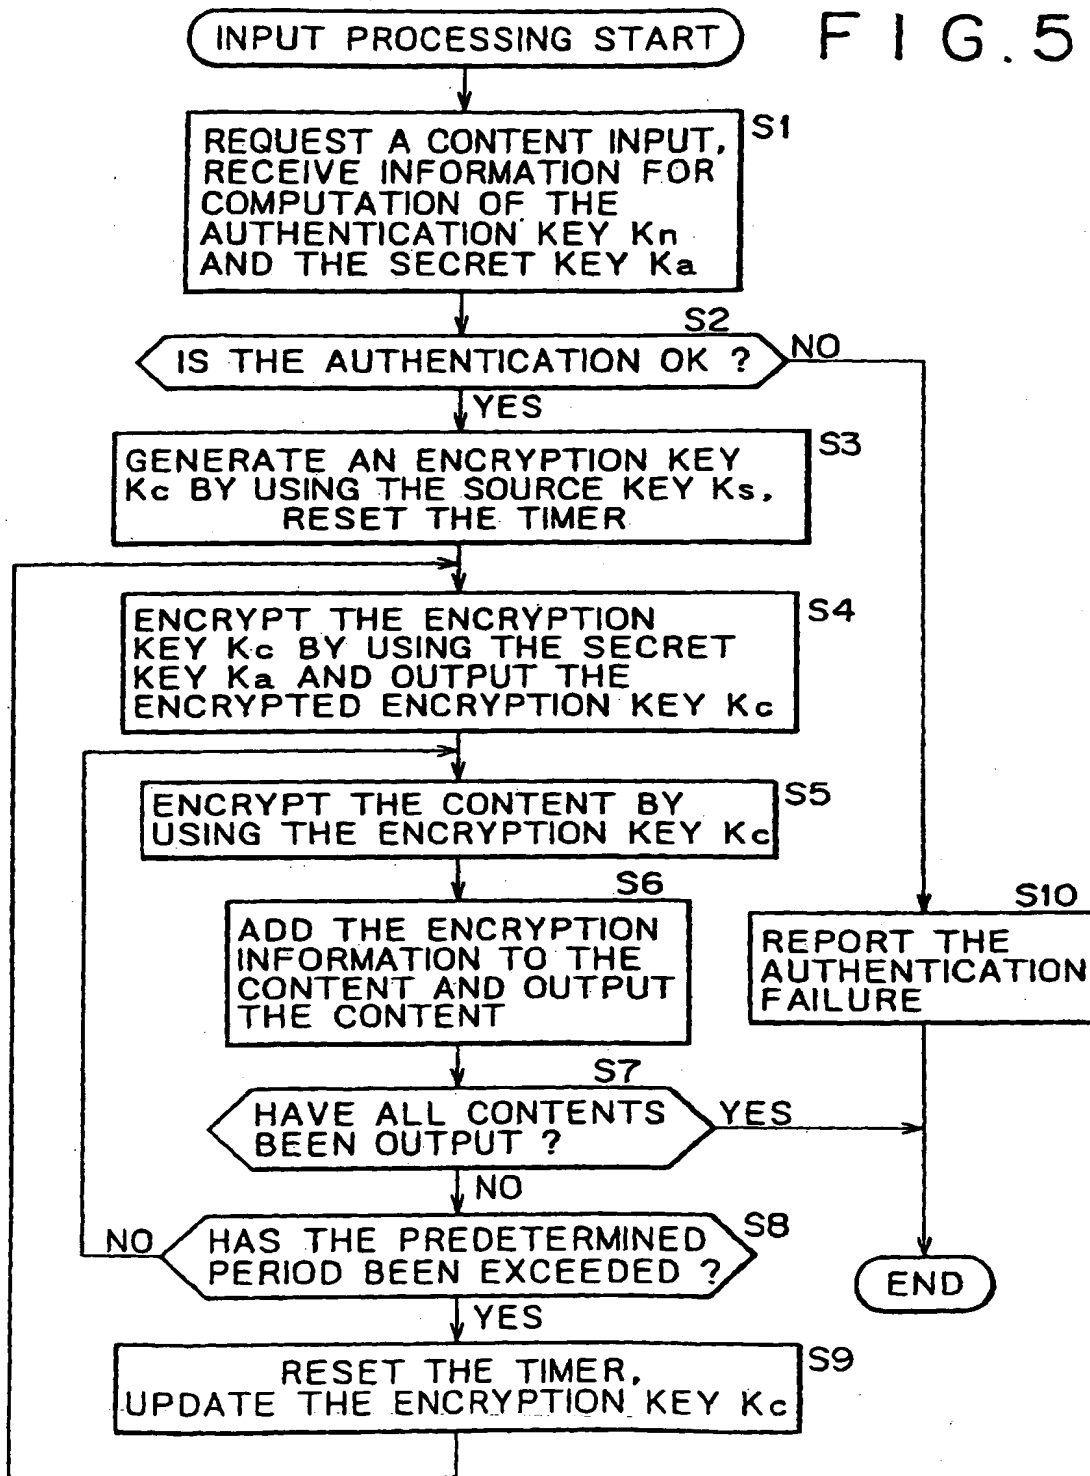 INPUT PROCESSING START
FIG.5
S1
REQUEST A CONTENT INPUT,
RECEIVE INFORMATION FOR
COMPUTATION OF THE
AUTHENTICATION KEY Kn
AND THE SECRET KEY Ka
S2
IS THE AUTHENTICATION OK ?
NO
YES
S3
GENERATE AN ENCRYPTION KEY
Kc BY USING THE SOURCE KEY Ks,
RESET THE TIMER
S4
ENCRYPT THE ENCRYPTION
KEY Kc BY USING THE SECRET
KEY Ka AND OUTPUT THE
ENCRYPTED ENCRYPTION KEY Kc
S5
ENCRYPT THE CONTENT BY
USING THE ENCRYPTION KEY Kc
S6
ADD THE ENCRYPTION
INFORMATION TO THE
CONTENT AND OUTPUT
THE CONTENT
S10
REPORT THE
AUTHENTICATION
FAILURE
S7
HAVE ALL CONTENTS
BEEN OUTPUT ?
YES
NO
S8
HAS THE PREDETERMINED
PERIOD BEEN EXCEEDED ?
NO
YES
END
S9
RESET THE TIMER,
UPDATE THE ENCRYPTION KEY Kc